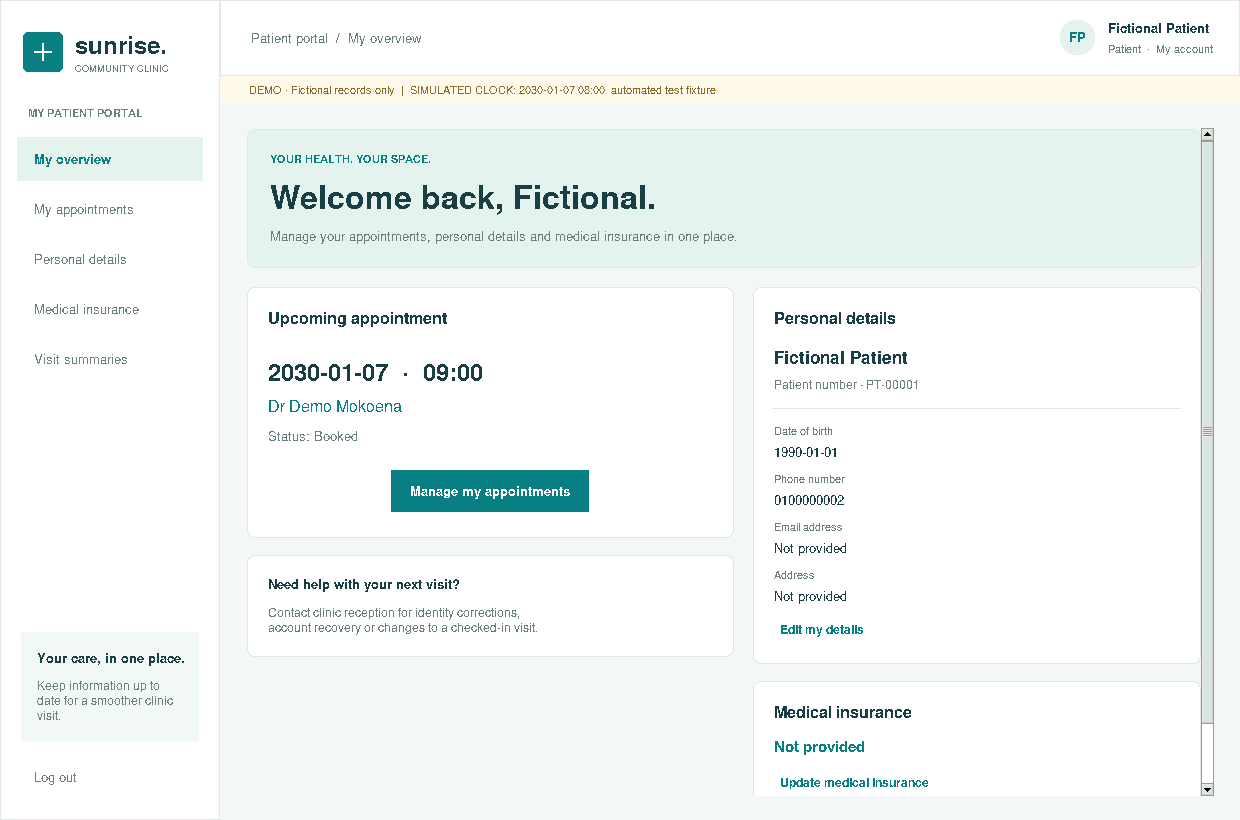 sunrise.
COMMUNITY CLINIC
MY PATIENT PORTAL
My overview
My appointments
Personal details
Medical insurance
Visit summaries
Your care, in one place.
Keep information up to
date for a smoother clinic
visit.
Log out
Patient portal / My overview
FP
Fictional Patient
Patient · My account
DEMO · Fictional records only | SIMULATED CLOCK: 2030-01-07 08:00 automated test fixture
YOUR HEALTH. YOUR SPACE.
Welcome back, Fictional.
Manage your appointments, personal details and medical insurance in one place.
Upcoming appointment
2030-01-07 · 09:00
Dr Demo Mokoena
Status: Booked
Manage my appointments
Need help with your next visit?
Contact clinic reception for identity corrections,
account recovery or changes to a checked-in visit.
Personal details
Fictional Patient
Patient number · PT-00001
Date of birth
1990-01-01
Phone number
0100000002
Email address
Not provided
Address
Not provided
Edit my details
Medical insurance
Not provided
Update medical insurance